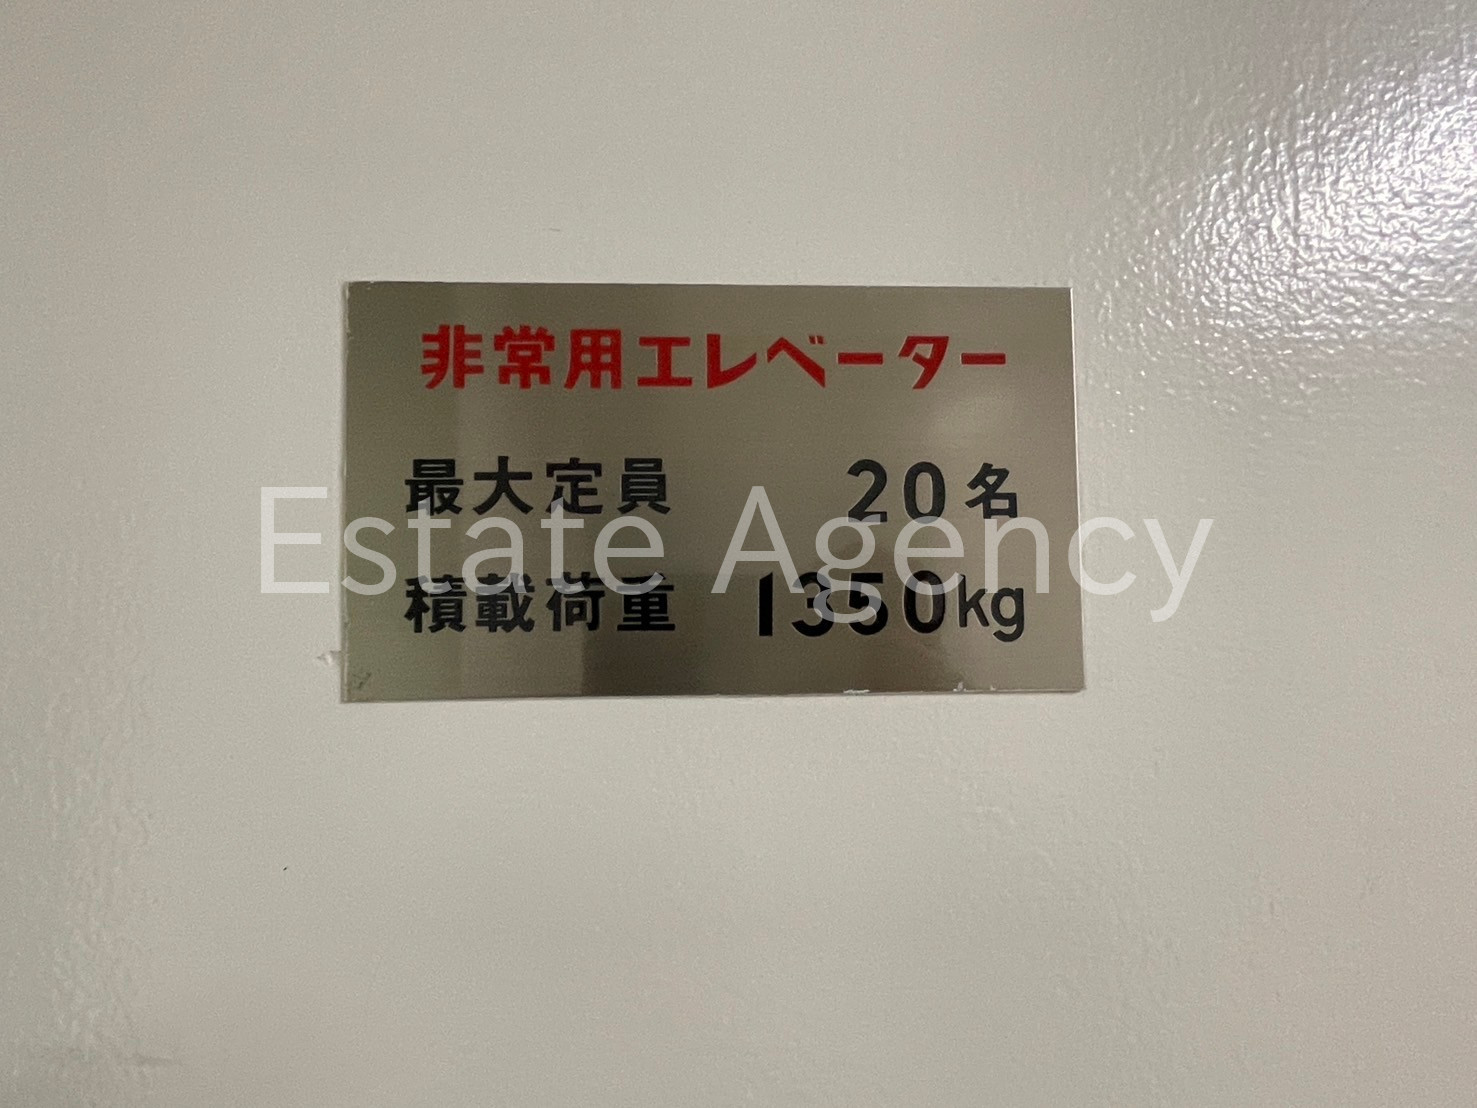 非常用エレベーター
最大定員 20名
Estate Agency
積載荷重 1350kg